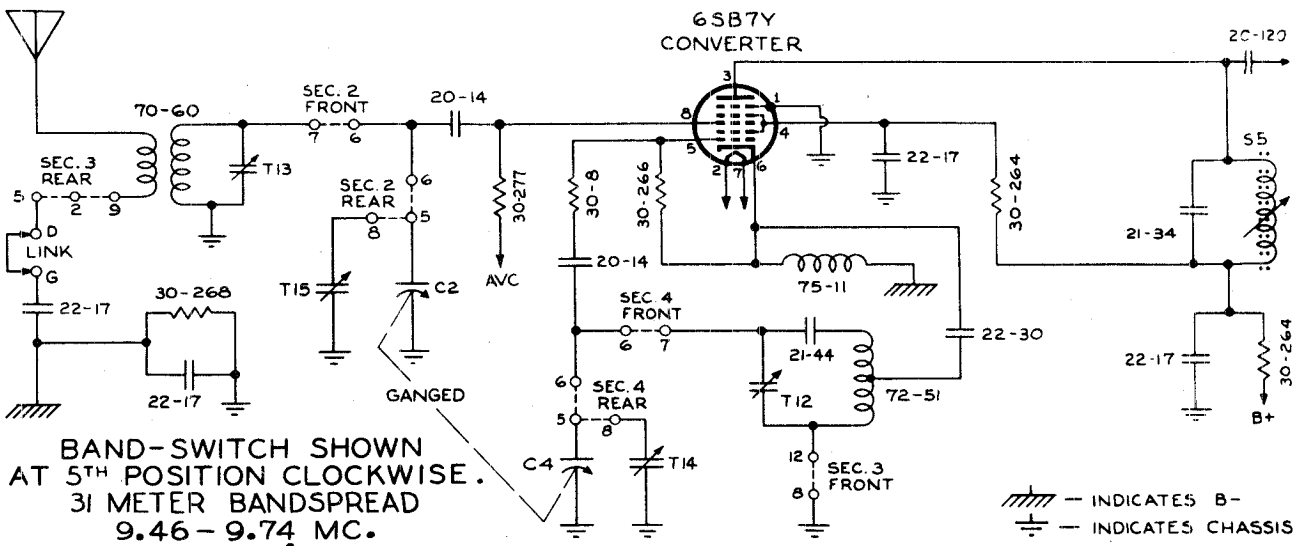 6SB7Y
CONVERTER
20-120
3
1
8
4
5
2
7
6
70-60
SEC. 2
FRONT
7
6
20-14
T13
SEC. 3
REAR
5
2
9
D
LINK
G
22-17
30-268
22-17
6
SEC. 2
REAR
8
5
T15
C2
30-277
AVC
30-8
30-266
20-14
75-11
22-17
30-264
S5
21-34
SEC. 4
FRONT
6
7
21-44
22-30
T12
72-51
22-17
30-264
B+
GANGED
6
SEC. 4
REAR
5
8
C4
T14
12
SEC. 3
FRONT
8
BAND-SWITCH SHOWN
AT 5TH POSITION CLOCKWISE.
31 METER BANDSPREAD
9.46-9.74 MC.
- INDICATES B-
- INDICATES CHASSIS